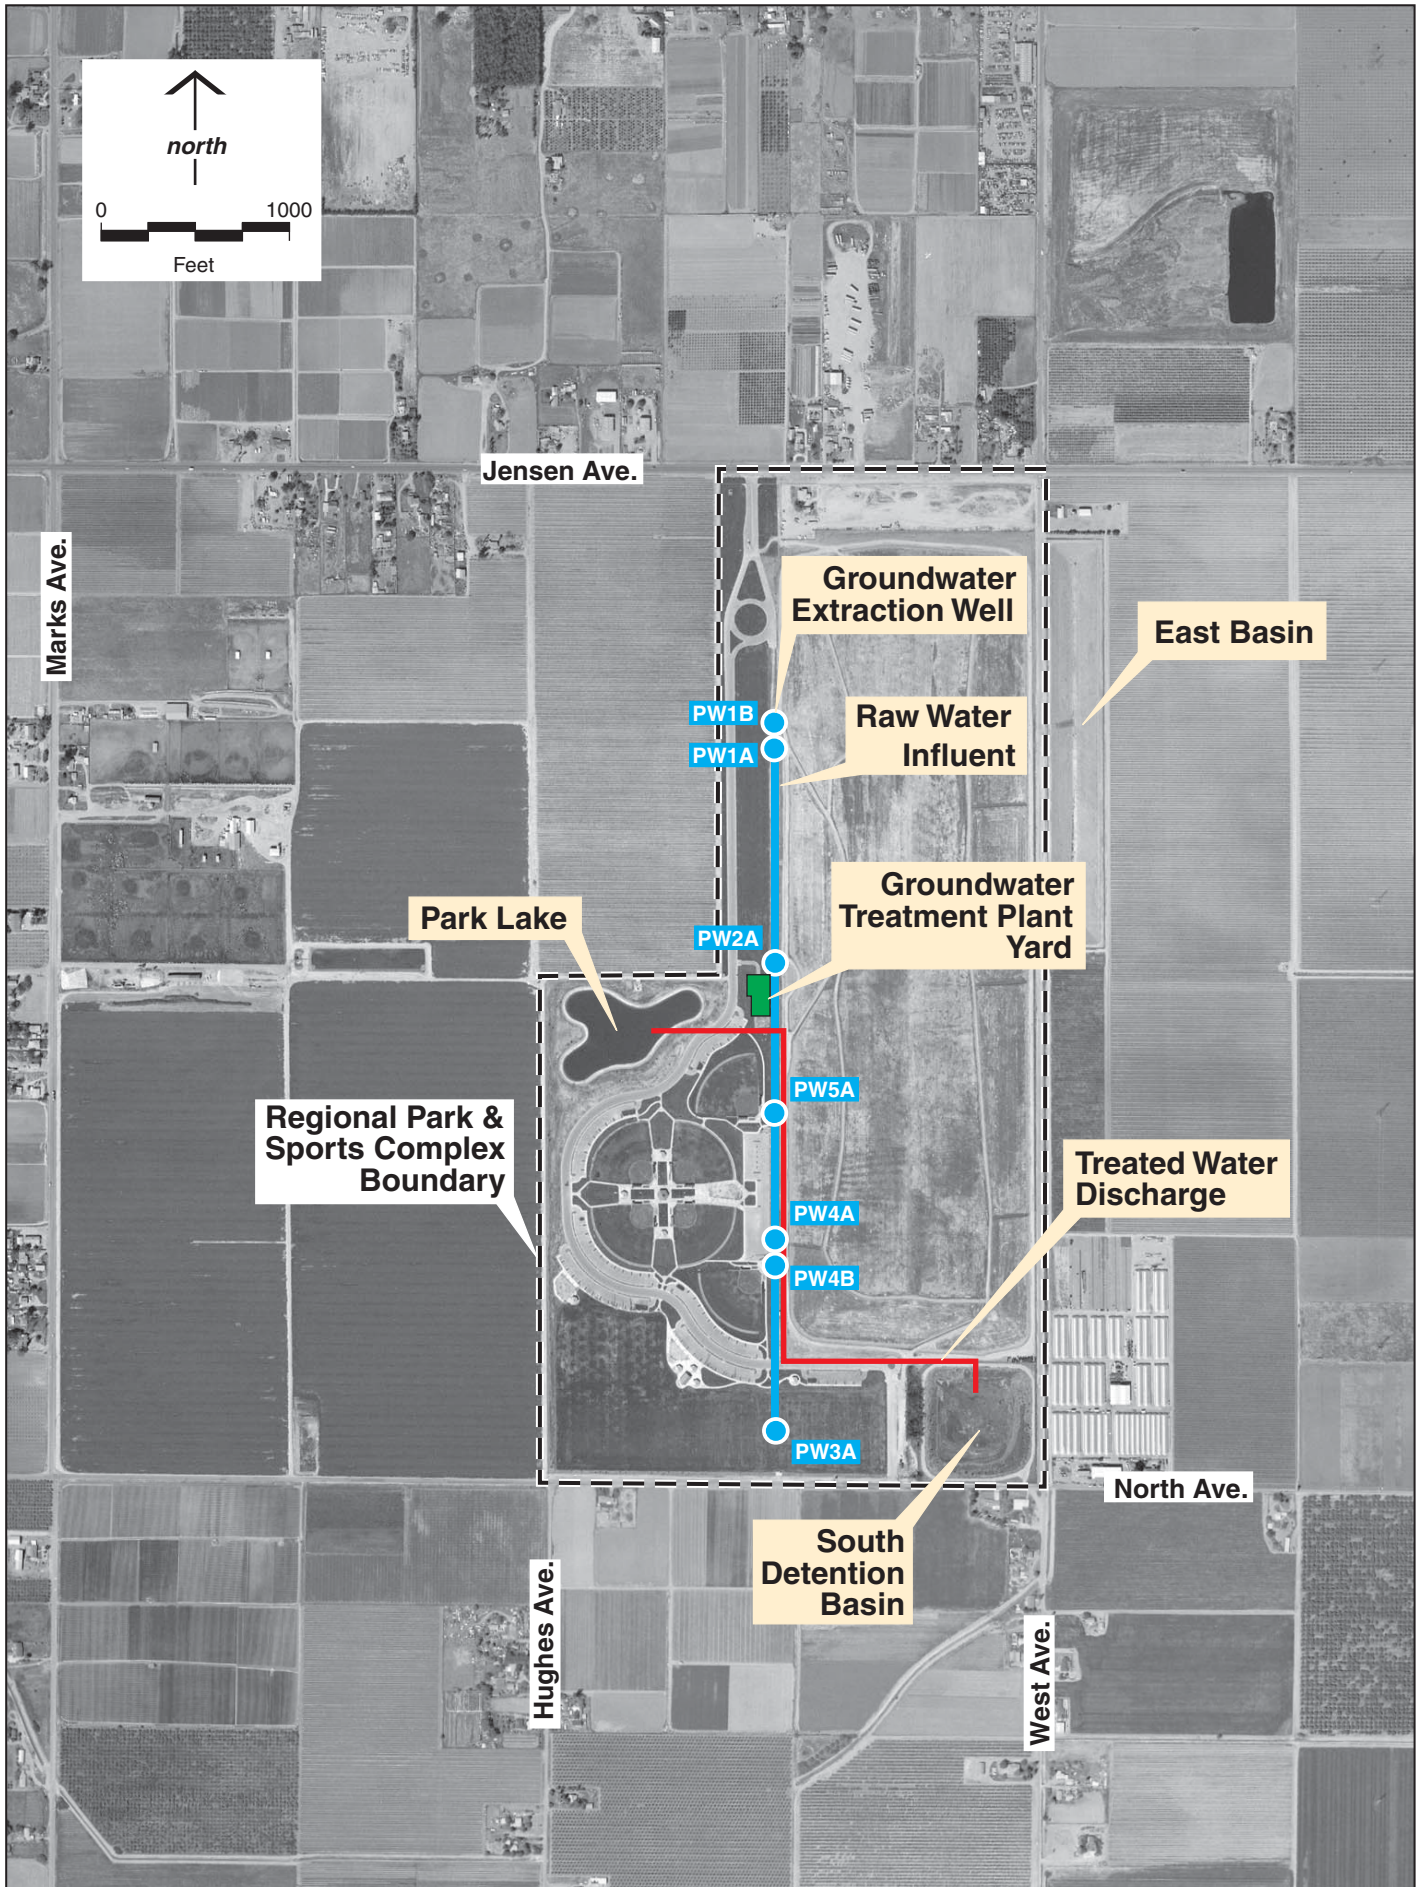 north
0 1000
Feet
Jensen Ave.
Marks Ave.
Groundwater
Extraction Well
East Basin
PW1B
Raw Water
Influent
PW1A
Groundwater
Treatment Plant
Yard
Park Lake
PW2A
PW5A
Regional Park &
Sports Complex
Boundary
Treated Water
Discharge
PW4A
PW4B
PW3A
North Ave.
South
Detention
Basin
Hughes Ave.
West Ave.